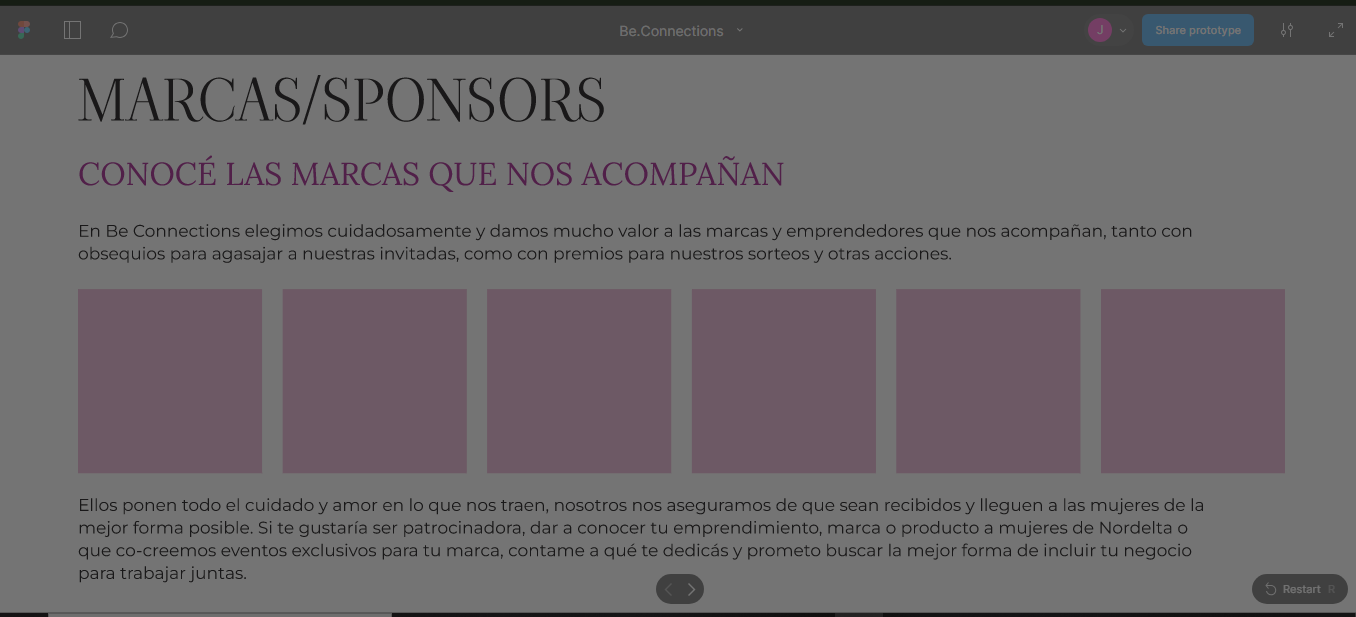 Be.Connections
J
Share prototype
MARCAS/SPONSORS
CONOCÉ LAS MARCAS QUE NOS ACOMPAÑAN
En Be Connections elegimos cuidadosamente y damos mucho valor a las marcas y emprendedores que nos acompañan, tanto con
obsequios para agasajar a nuestras invitadas, como con premios para nuestros sorteos y otras acciones.
Ellos ponen todo el cuidado y amor en lo que nos traen, nosotros nos aseguramos de que sean recibidos y lleguen a las mujeres de la
mejor forma posible. Si te gustaría ser patrocinadora, dar a conocer tu emprendimiento, marca o producto a mujeres de Nordelta o
que co-creemos eventos exclusivos para tu marca, contame a qué te dedicás y prometo buscar la mejor forma de incluir tu negocio
para trabajar juntas.
Restart R